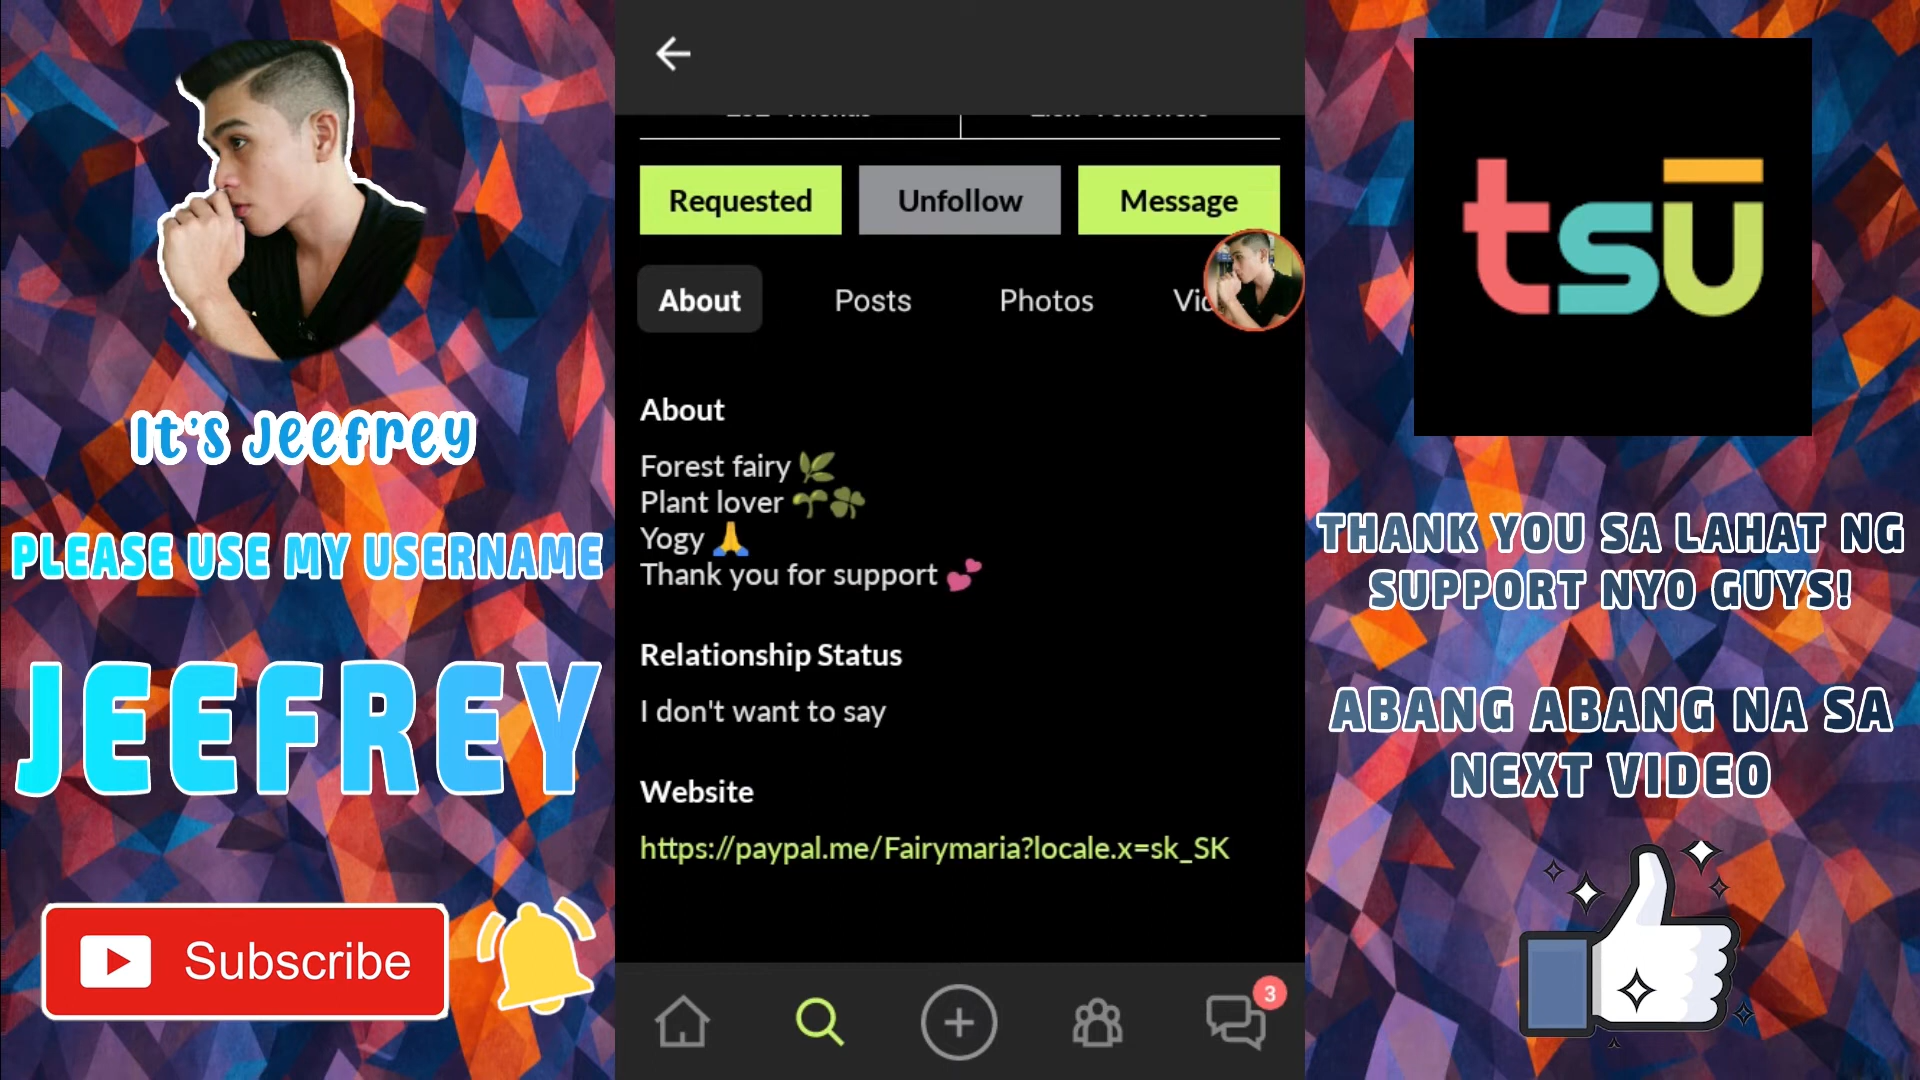 It's Jeefrey
PLEASE USE MY USERNAME
JEEFREY
Subscribe
Requested
Unfollow
Message
About
Posts
Photos
About
Forest fairy
Plant lover
Yogy
Thank you for support
Relationship Status
I don't want to say
Website
https://paypal.me/Fairymaria?locale.x=sk_SK
3
tsū
THANK YOU SA LAHAT NG
SUPPORT NYO GUYS!
ABANG ABANG NA SA
NEXT VIDEO